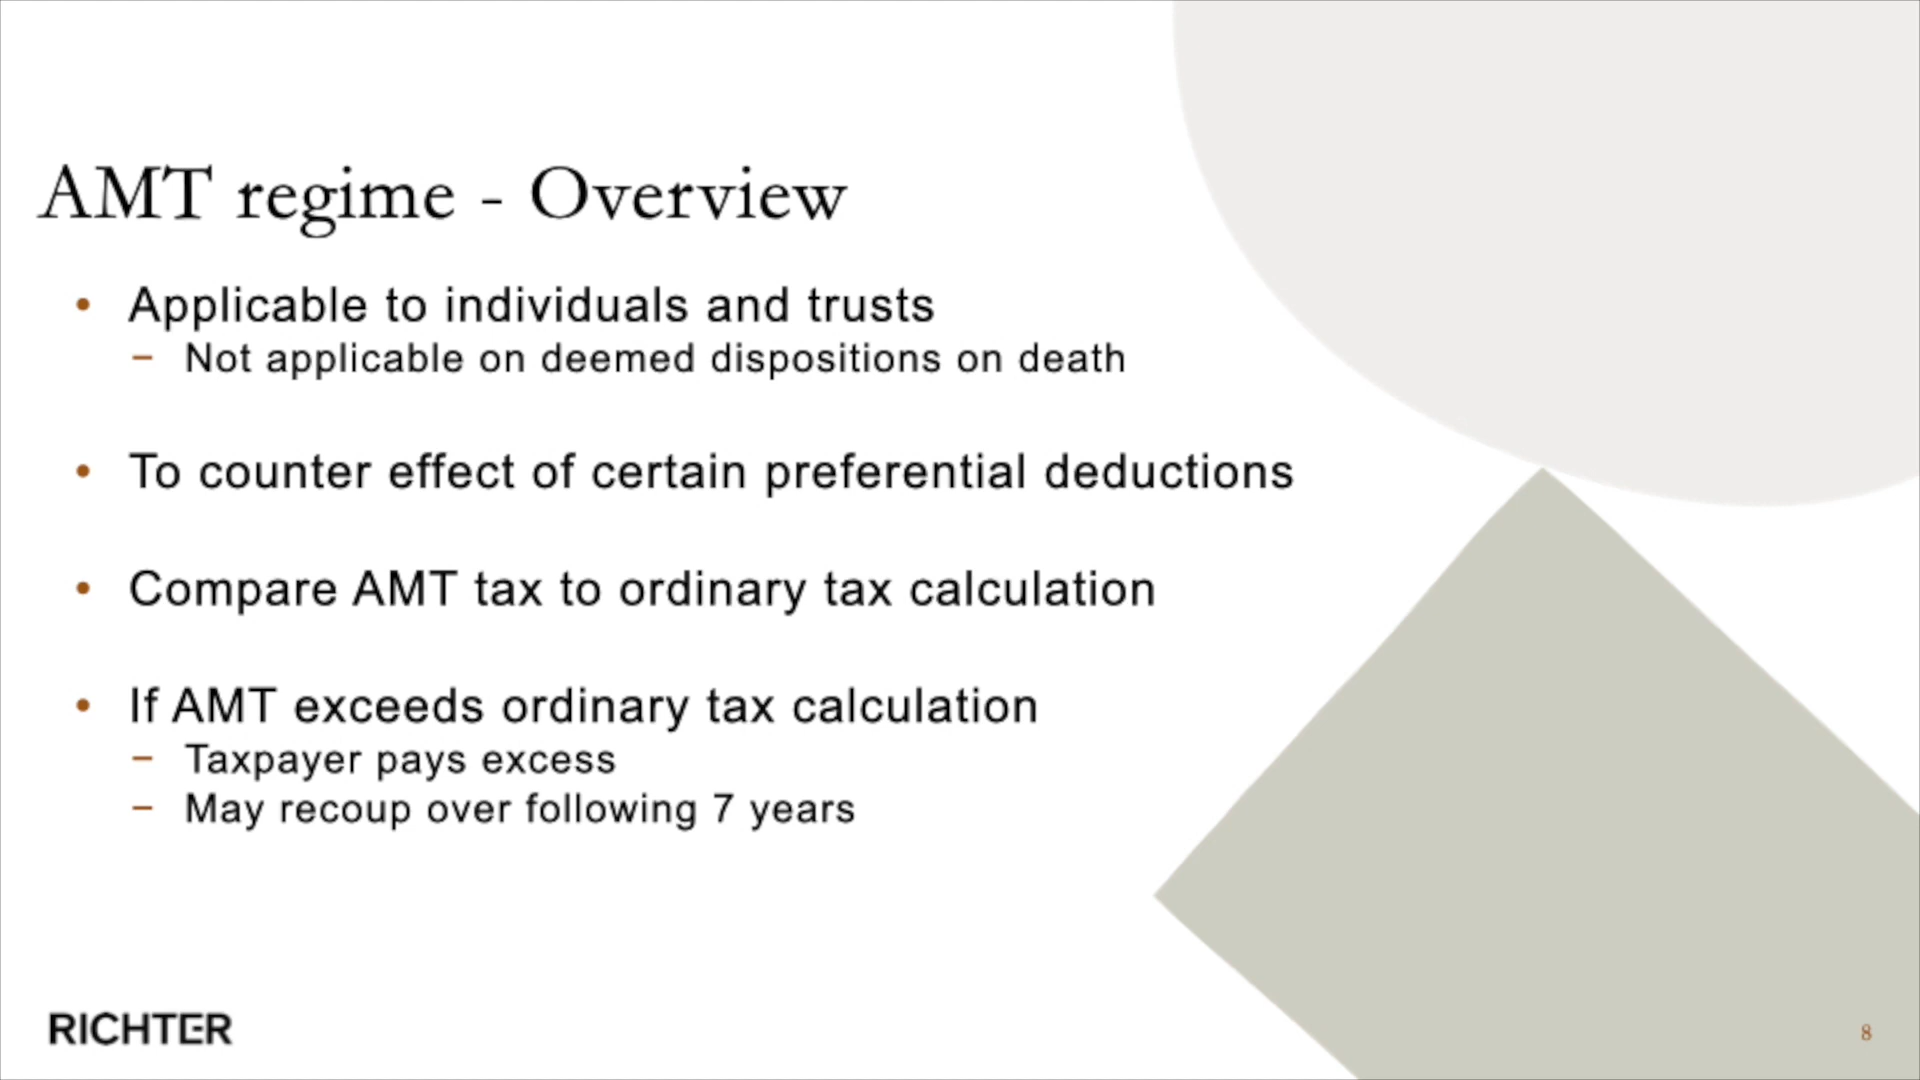 AMT regime - Overview
• Applicable to individuals and trusts
– Not applicable on deemed dispositions on death
• To counter effect of certain preferential deductions
• Compare AMT tax to ordinary tax calculation
• If AMT exceeds ordinary tax calculation
– Taxpayer pays excess
– May recoup over following 7 years
RICHTER
8